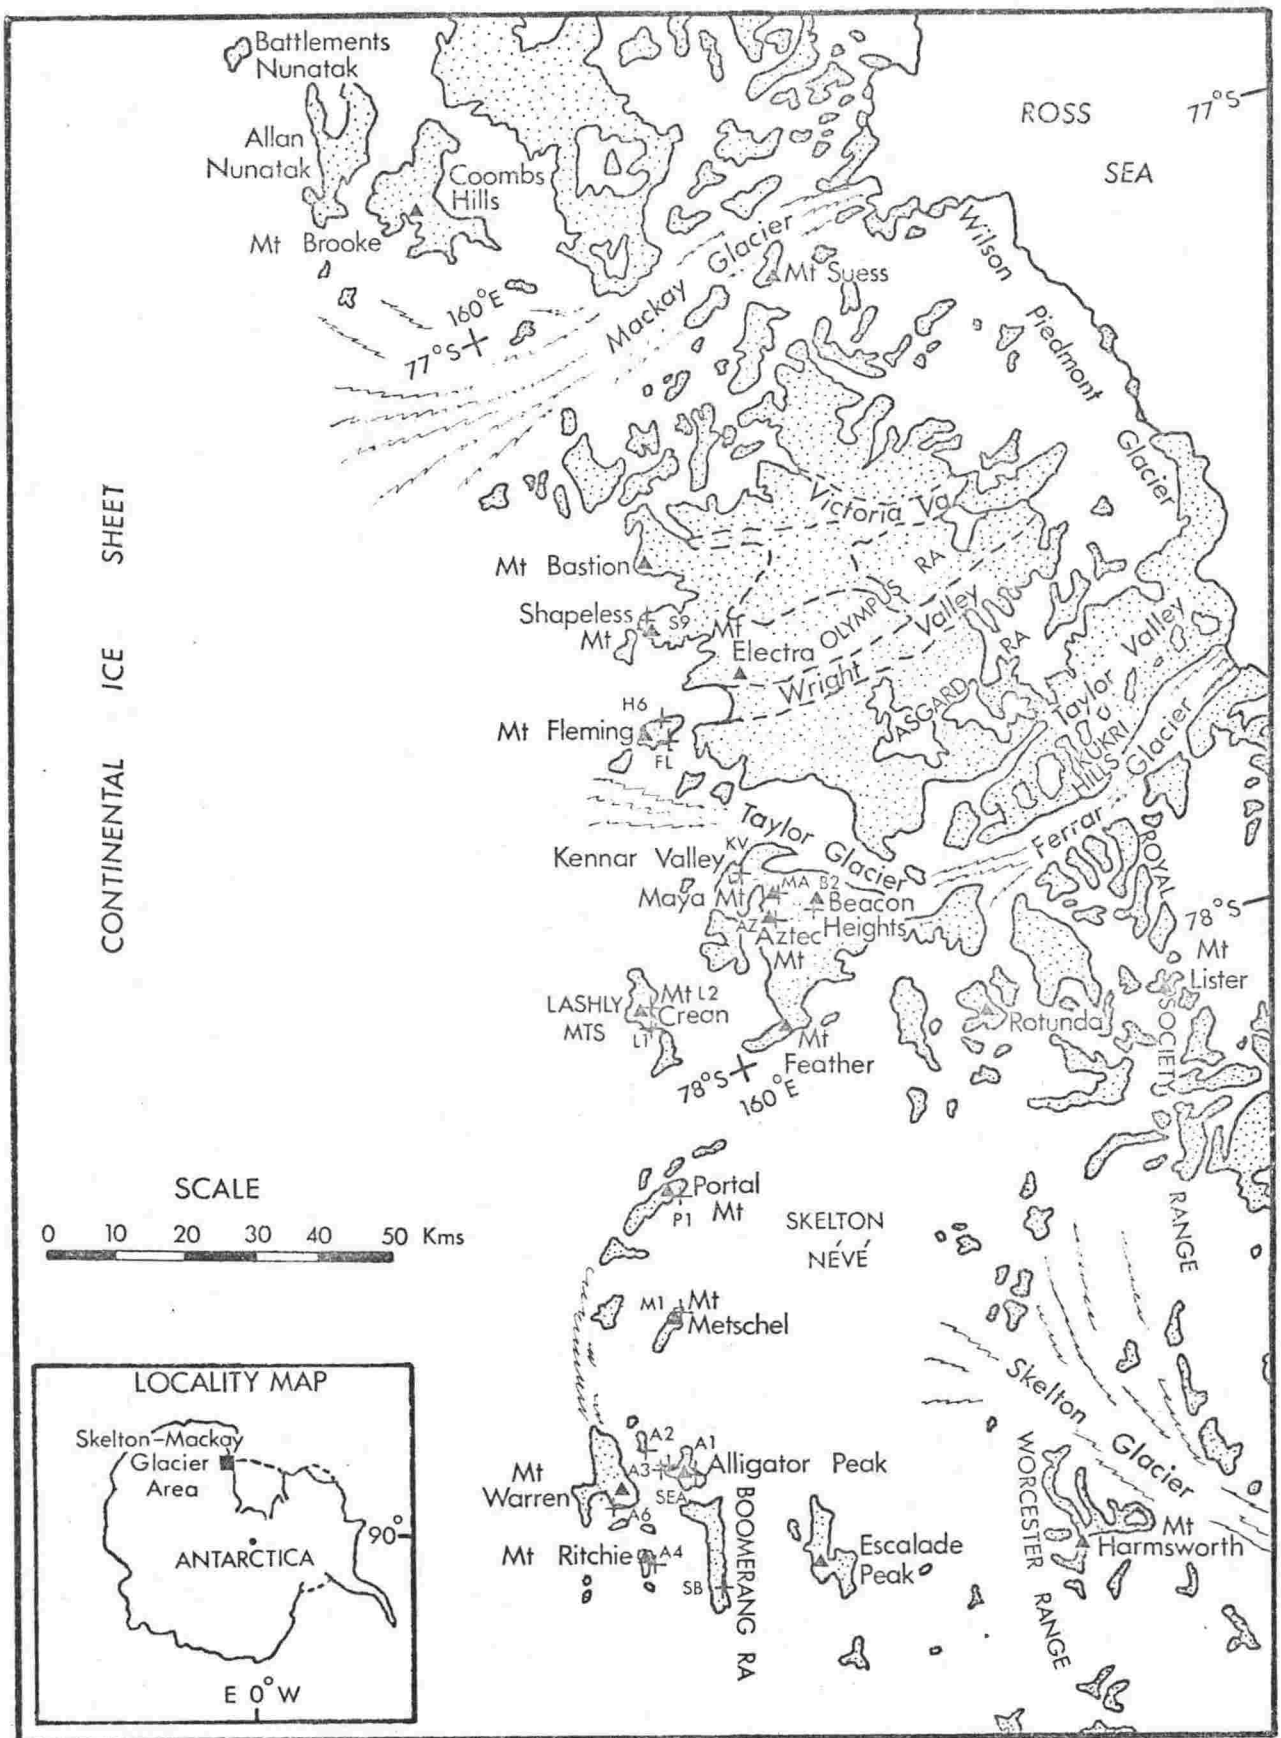 Battlements
Nunatak
ROSS
SEA
77°S
Allan
Nunatak
Coombs
Hills
Mt Brooke
Mackay Glacier
Mt Suess
Wilson Piedmont Glacier
160°E
77°S
CONTINENTAL ICE SHEET
Victoria Va.
Mt Bastion
OLYMPUS RA
Shapeless
Mt
S9
Mt
Electra
Wright Valley
ASGARD RA
Taylor Valley
H6
Mt Fleming
FL
KUKRI
HILLS
Ferrar Glacier
Taylor Glacier
KV
Kennar Valley
MA
B2
Maya Mt
Beacon
Heights
AZ
Aztec
Mt
78°S
Mt
Lister
ROYAL SOCIETY RANGE
LASHLY
MTS
Mt
L2
Crean
L1
Rotunda
Mt
Feather
78°S
160°E
SCALE
0 10 20 30 40 50 Kms
Portal
Mt
P1
SKELTON
NÉVÉ
M1
Mt
Metschel
Skelton Glacier
LOCALITY MAP
Skelton-Mackay
Glacier
Area
90°
ANTARCTICA
E 0° W
A2
A1
A3
Alligator Peak
Mt
Warren
SEA
A6
Mt Ritchie
A4
SB
BOOMERANG RA
Escalade
Peak
WORCESTER RANGE
Mt
Harmsworth